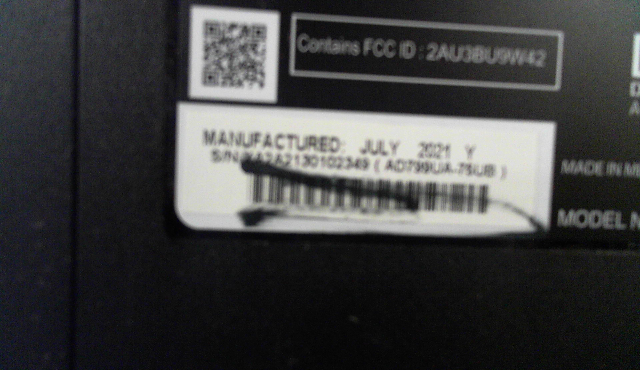 Contains FCC ID : 2AU3BU9W42
MANUFACTURED: JULY 2021 Y
S/N: ( AD799UA-75UB )
MADE IN
MODEL